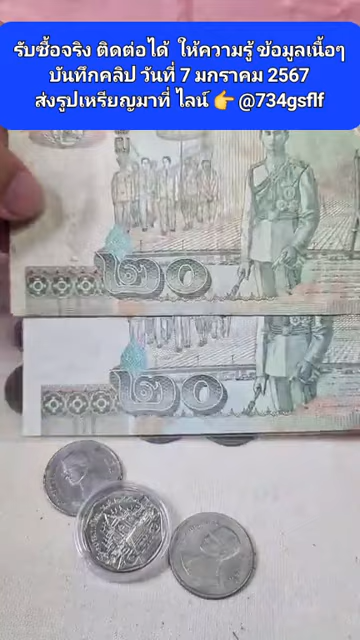 รับซื้อจริง ติดต่อได้ ให้ความรู้ ข้อมูลเนื้อๆ
บันทึกคลิป วันที่ 7 มกราคม 2567
ส่งรูปเหรียญมาที่ ไลน์ 👉 @734gsflf
๒๐
๒๐